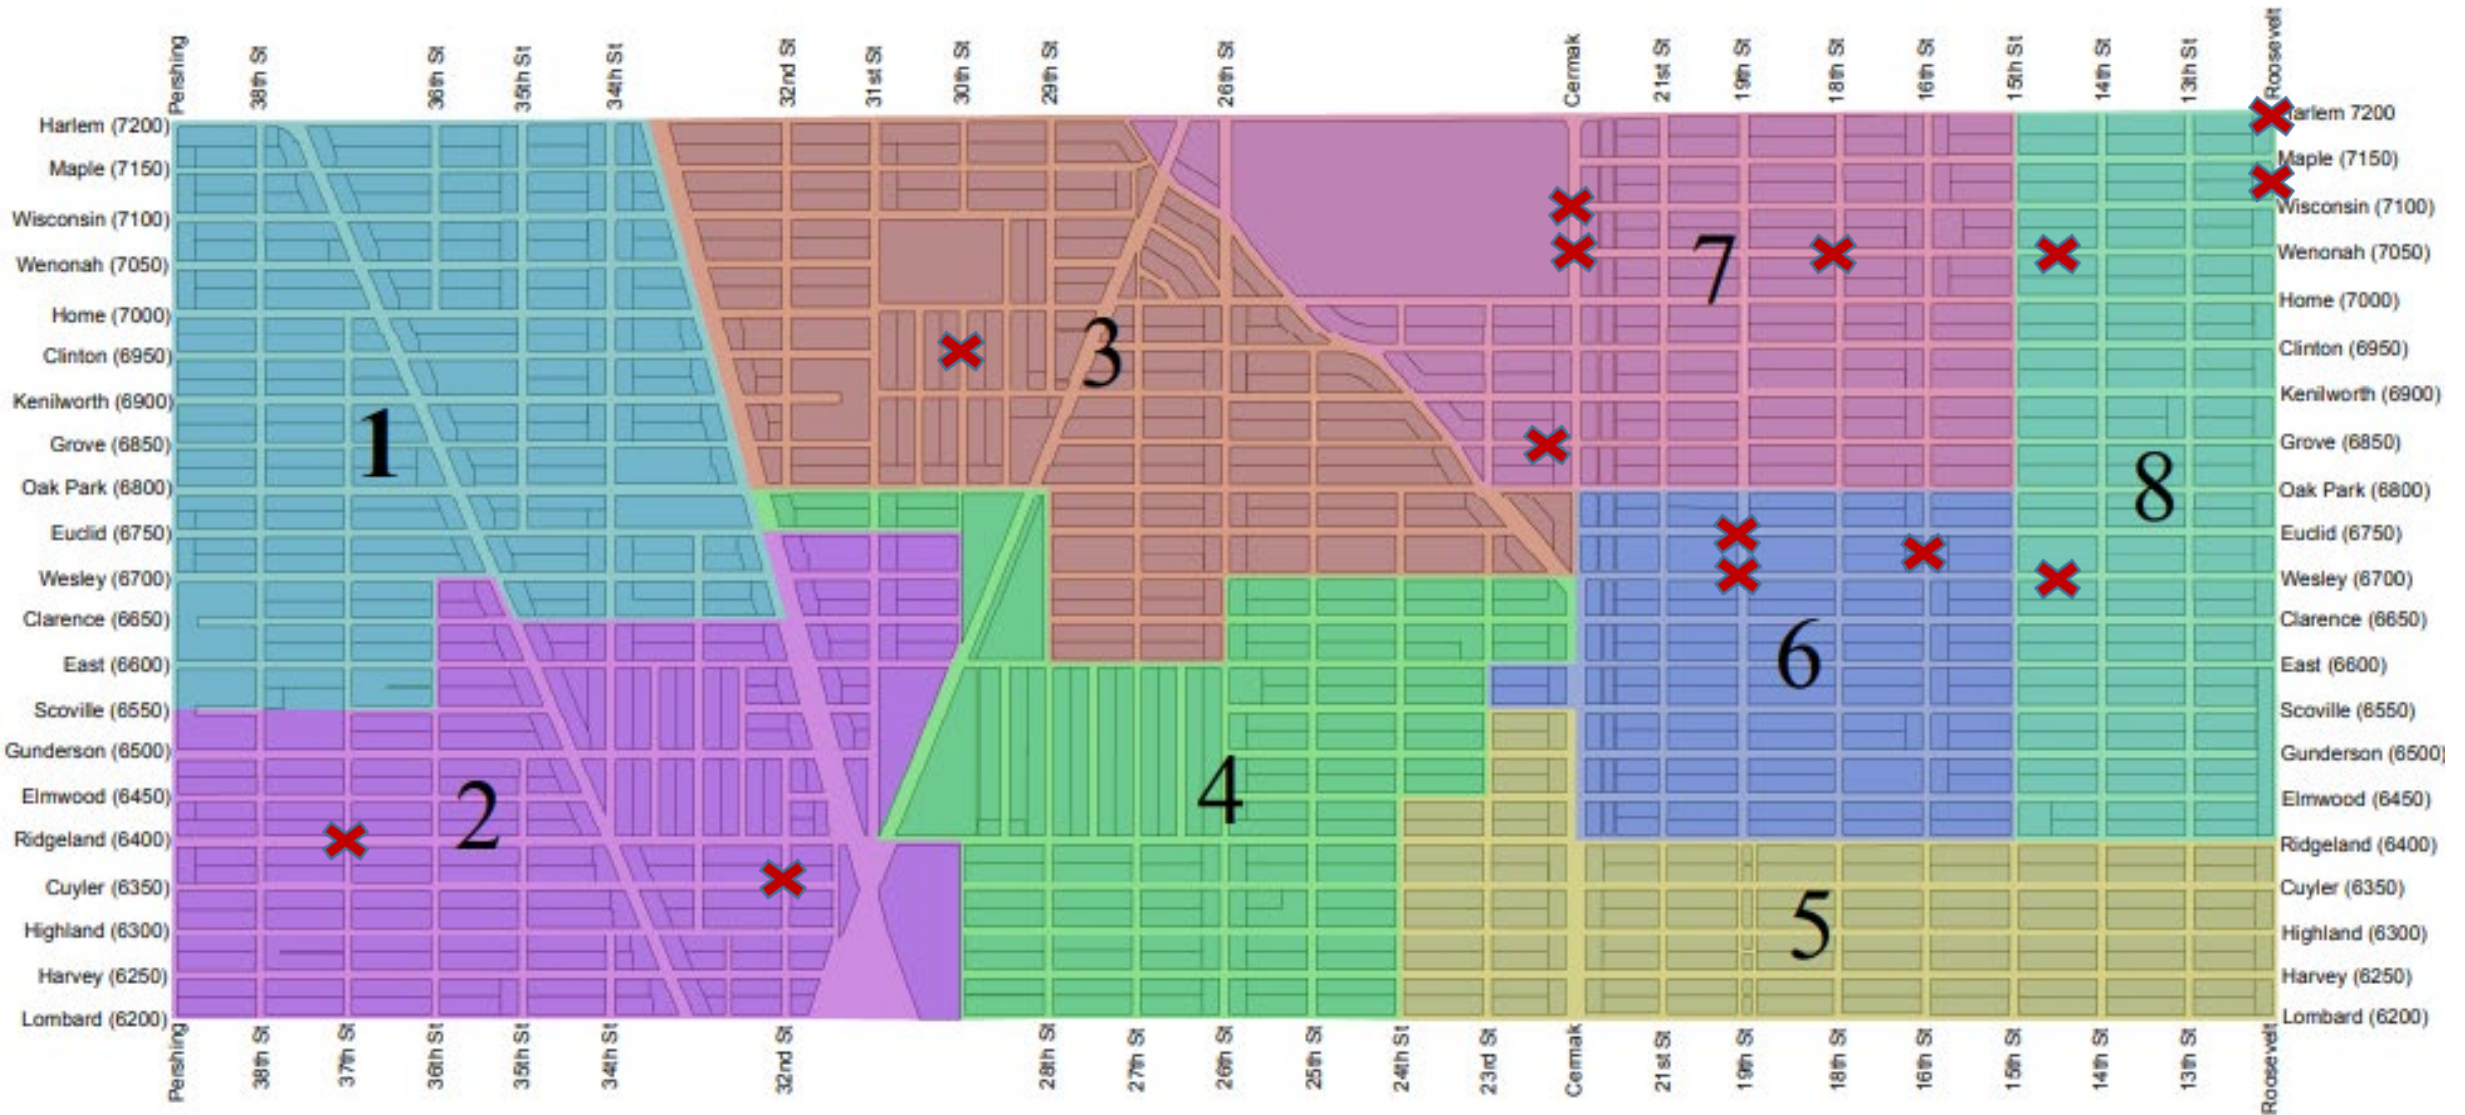 Pershing
38th St
36th St
35th St
34th St
32nd St
31st St
30th St
29th St
26th St
Cermak
21st St
19th St
18th St
16th St
15th St
14th St
13th St
Roosevelt
Harlem (7200)
Maple (7150)
Wisconsin (7100)
Wenonah (7050)
Home (7000)
Clinton (6950)
Kenilworth (6900)
Grove (6850)
Oak Park (6800)
Euclid (6750)
Wesley (6700)
Clarence (6650)
East (6600)
Scoville (6550)
Gunderson (6500)
Elmwood (6450)
Ridgeland (6400)
Cuyler (6350)
Highland (6300)
Harvey (6250)
Lombard (6200)
1
2
3
4
5
6
7
8
Harlem 7200
Maple (7150)
Wisconsin (7100)
Wenonah (7050)
Home (7000)
Clinton (6950)
Kenilworth (6900)
Grove (6850)
Oak Park (6800)
Euclid (6750)
Wesley (6700)
Clarence (6650)
East (6600)
Scoville (6550)
Gunderson (6500)
Elmwood (6450)
Ridgeland (6400)
Cuyler (6350)
Highland (6300)
Harvey (6250)
Lombard (6200)
Pershing
38th St
37th St
36th St
35th St
34th St
32nd St
28th St
27th St
26th St
25th St
24th St
23rd St
Cermak
21st St
19th St
18th St
16th St
15th St
14th St
13th St
Roosevelt